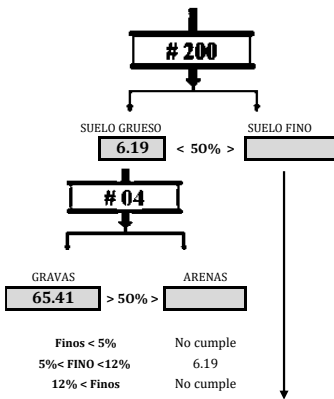 # 200
SUELO GRUESO SUELO FINO
6.19 < 50% >
# 04
GRAVAS ARENAS
65.41 > 50% >
Finos < 5% No cumple
5%< FINO <12% 6.19
12% < Finos No cumple